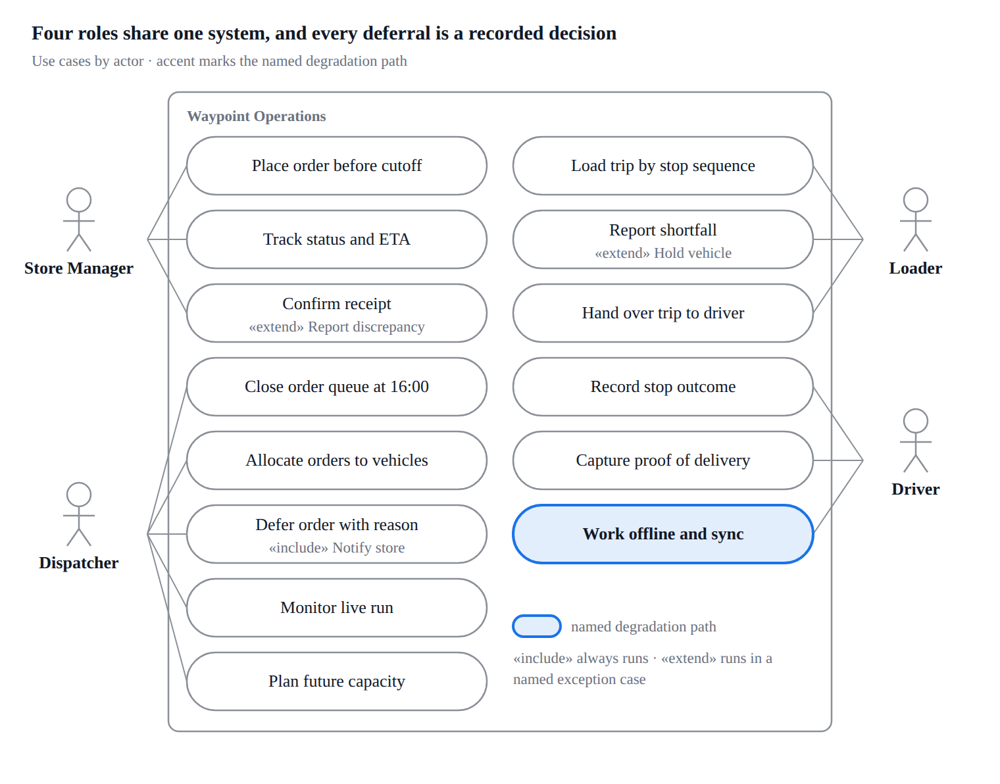 Four roles share one system, and every deferral is a recorded decision
Use cases by actor · accent marks the named degradation path
Waypoint Operations
Store Manager
Place order before cutoff
Track status and ETA
Confirm receipt
«extend» Report discrepancy
Dispatcher
Close order queue at 16:00
Allocate orders to vehicles
Defer order with reason
«include» Notify store
Monitor live run
Plan future capacity
Load trip by stop sequence
Report shortfall
«extend» Hold vehicle
Hand over trip to driver
Loader
Record stop outcome
Capture proof of delivery
Work offline and sync
Driver
named degradation path
«include» always runs · «extend» runs in a
named exception case